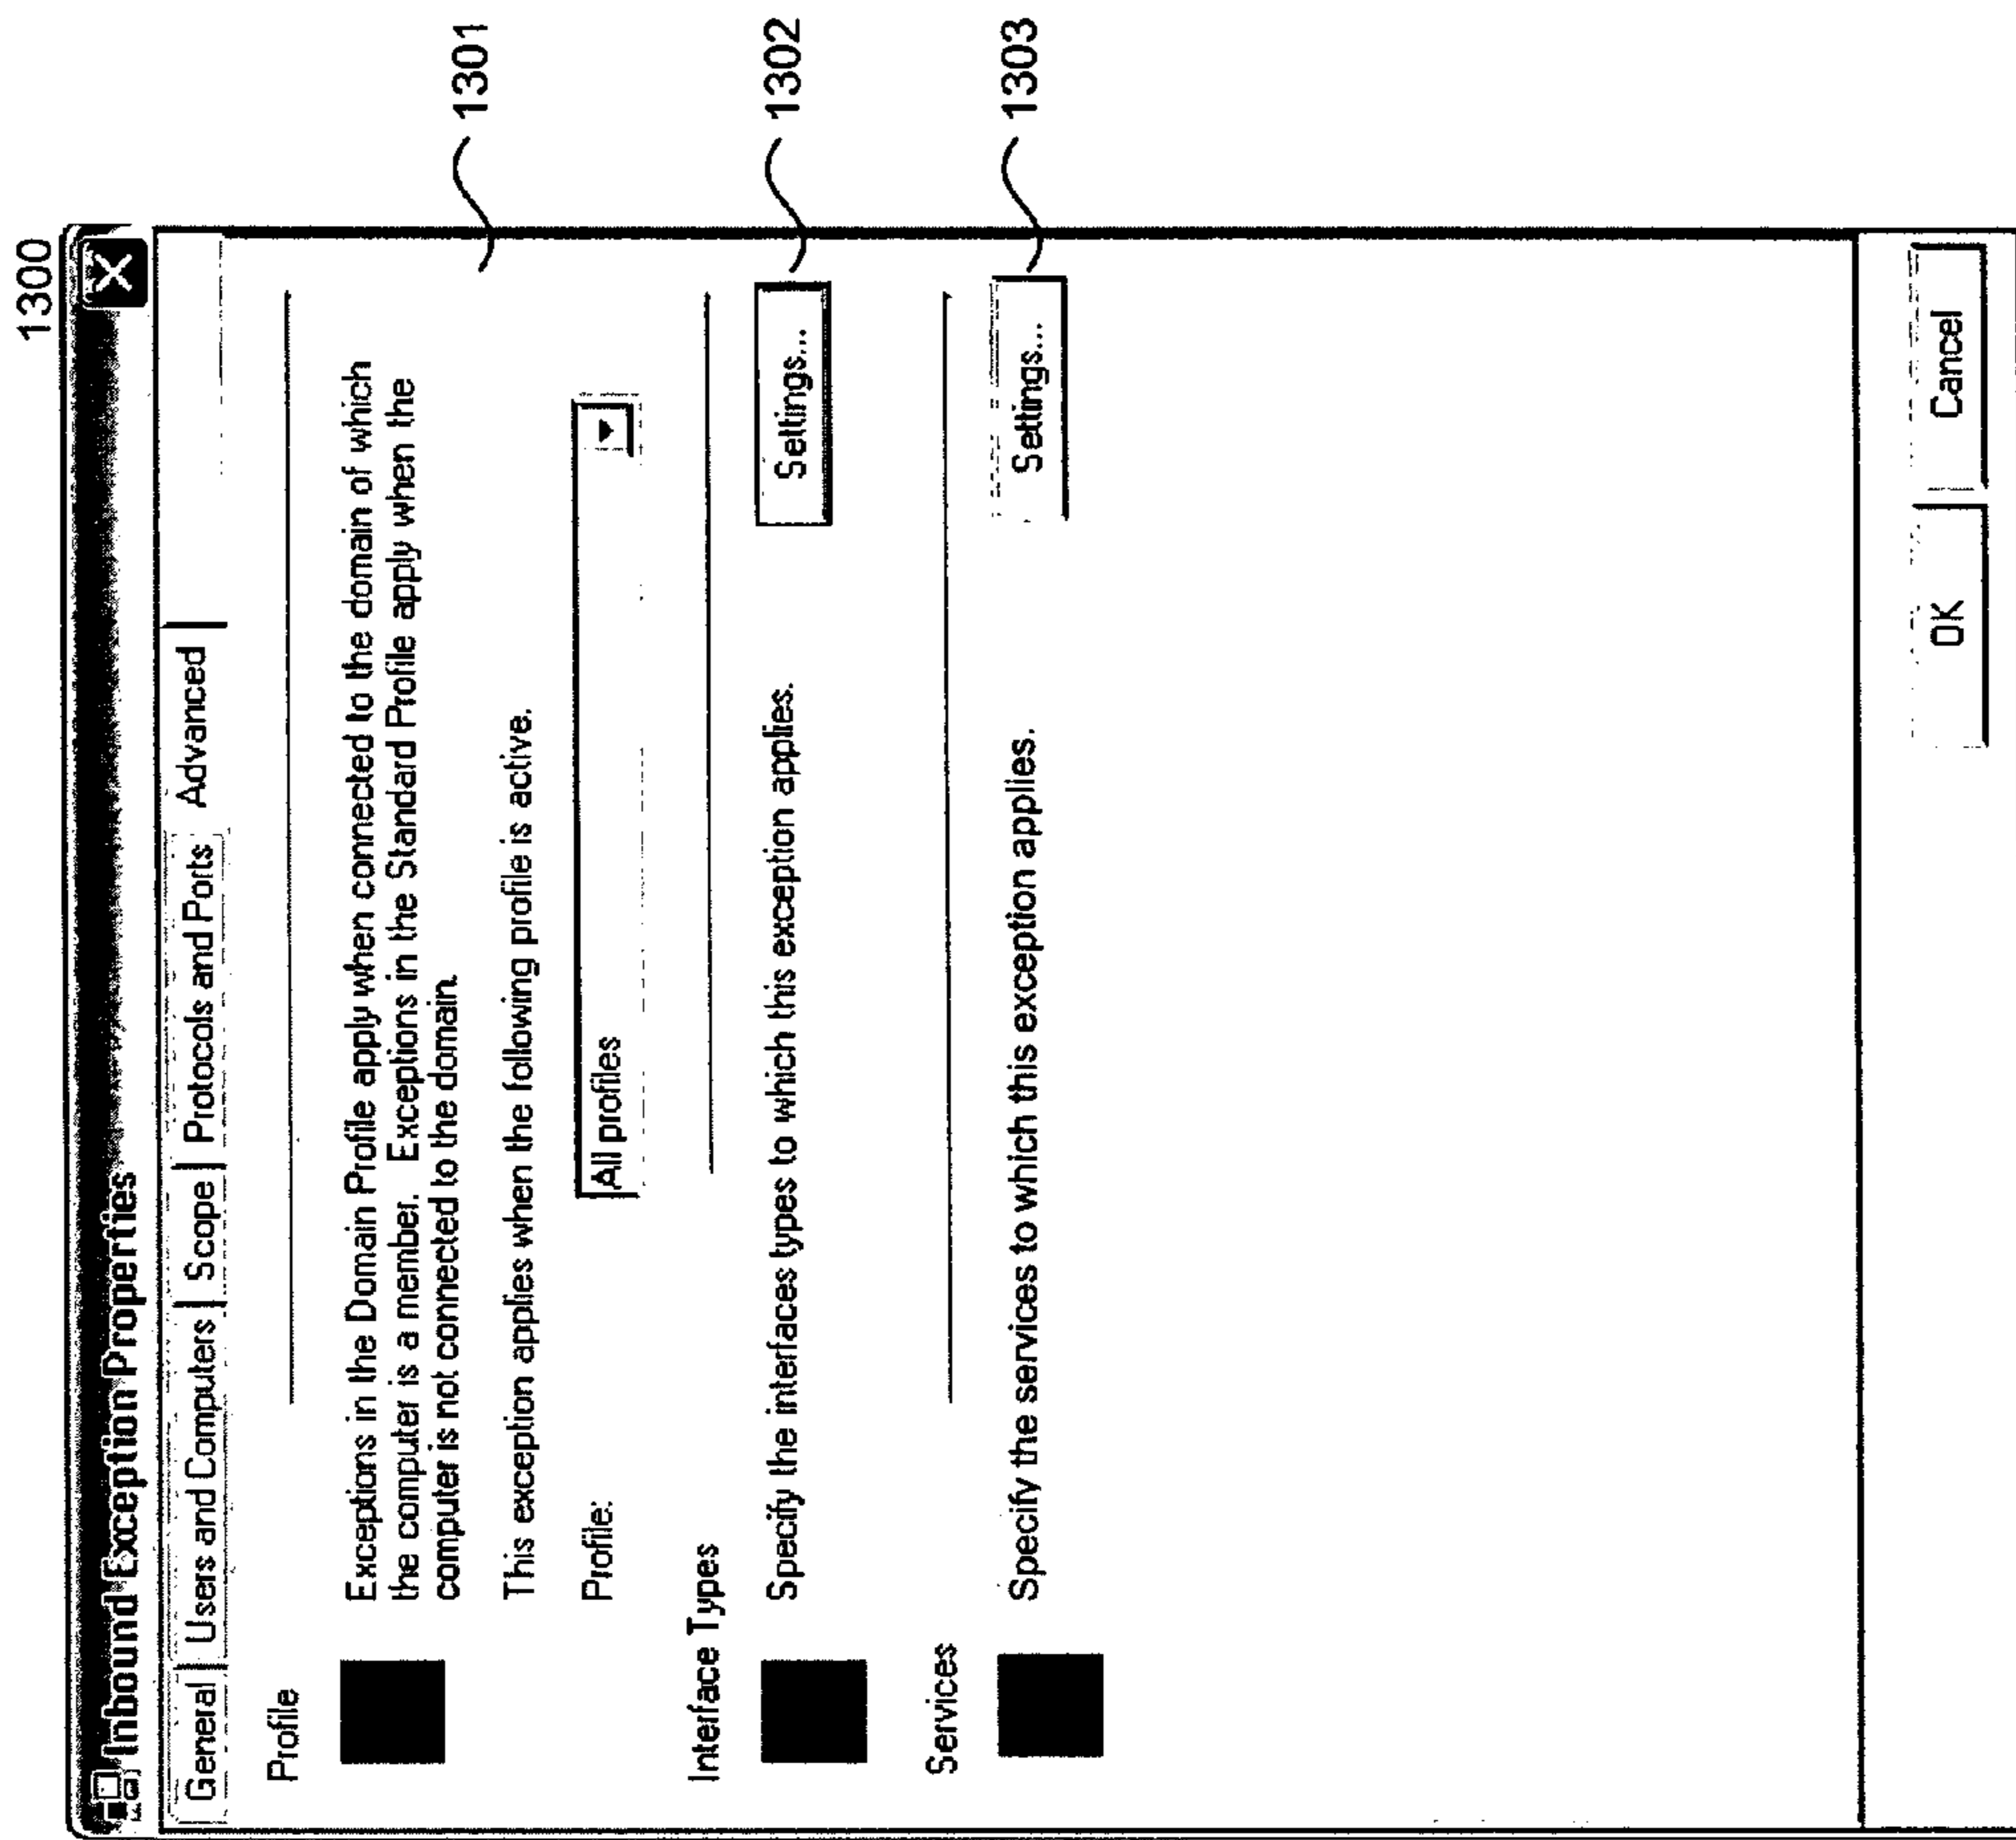 1300
Inbound Exception Properties
General Users and Computers Scope Protocols and Ports Advanced
Profile
1301
Exceptions in the Domain Profile apply when connected to the domain of which
the computer is a member. Exceptions in the Standard Profile apply when the
computer is not connected to the domain.
This exception applies when the following profile is active.
Profile: All profiles
Interface Types
Specify the interfaces types to which this exception applies. Settings... 1302
Services
Specify the services to which this exception applies. Settings... 1303
OK Cancel